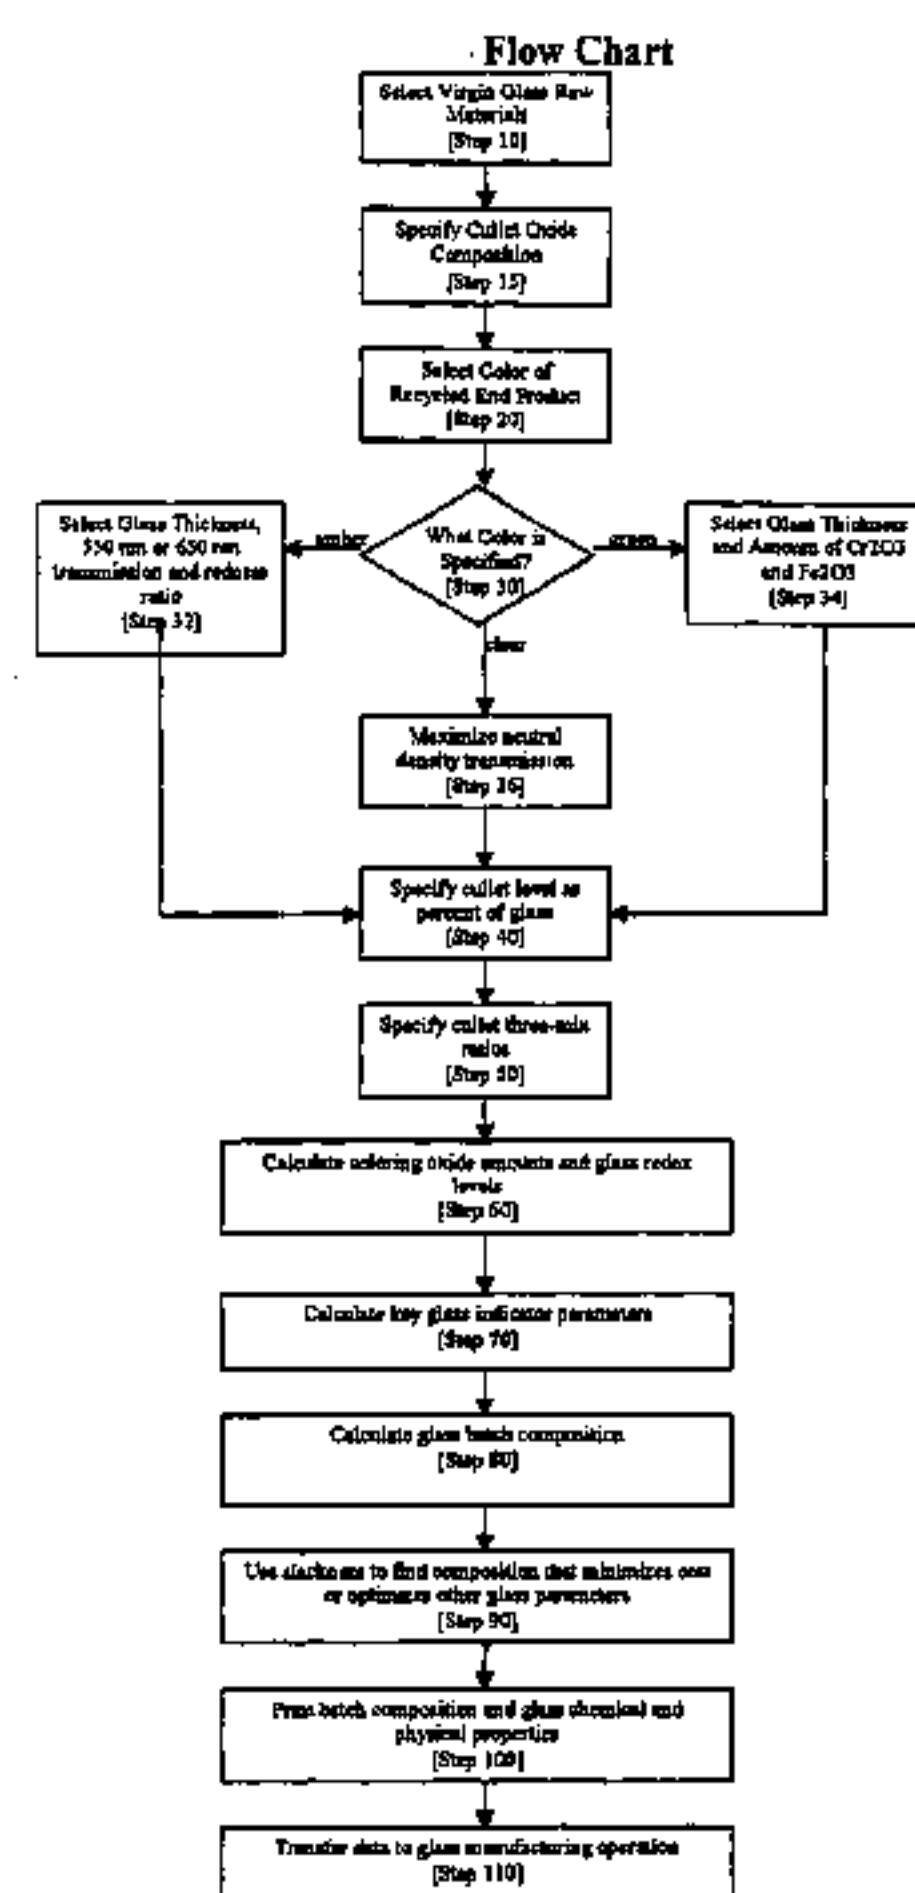 Flow Chart
Select Virgin Glass Raw
Materials
[Step 10]
Specify Cullet Oxide
Composition
[Step 15]
Select Color of
Recycled End Product
[Step 20]
What Color is
Specified?
[Step 30]
amber
green
clear
Select Glass Thickness,
550 nm or 650 nm
transmission and redness
ratio
[Step 32]
Select Glass Thickness
and Amount of Cr2O3
and Fe2O3
[Step 34]
Maximize neutral
density transmission
[Step 36]
Specify cullet level as
percent of glass
[Step 40]
Specify cullet three-mix
ratios
[Step 50]
Calculate coloring oxide amounts and glass redox
levels
[Step 60]
Calculate key glass indicator parameters
[Step 70]
Calculate glass batch composition
[Step 80]
Use slackness to find composition that minimizes cost
or optimizes other glass parameters
[Step 90]
Print batch composition and glass chemical and
physical properties
[Step 100]
Transfer data to glass manufacturing operation
[Step 110]